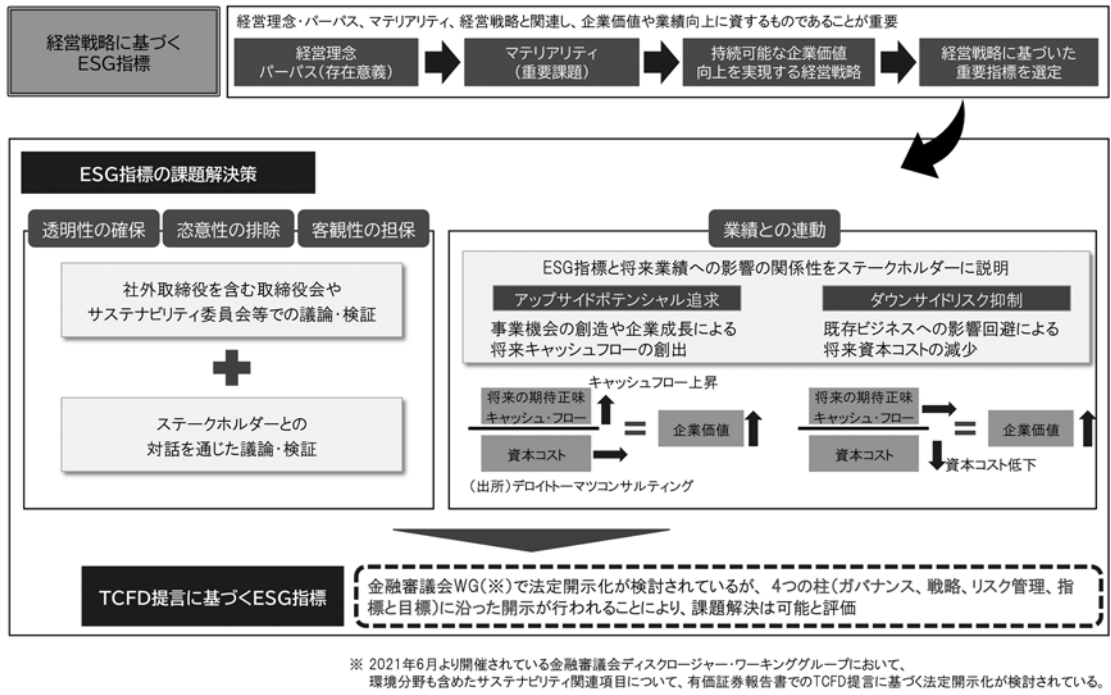 経営戦略に基づく
ESG指標
経営理念・パーパス、マテリアリティ、経営戦略と関連し、企業価値や業績向上に資するものであることが重要
経営理念
パーパス(存在意義)
マテリアリティ
(重要課題)
持続可能な企業価値
向上を実現する経営戦略
経営戦略に基づいた
重要指標を選定
ESG指標の課題解決策
透明性の確保
恣意性の排除
客観性の担保
社外取締役を含む取締役会や
サステナビリティ委員会等での議論・検証
ステークホルダーとの
対話を通じた議論・検証
業績との連動
ESG指標と将来業績への影響の関係性をステークホルダーに説明
アップサイドポテンシャル追求
事業機会の創造や企業成長による
将来キャッシュフローの創出
ダウンサイドリスク抑制
既存ビジネスへの影響回避による
将来資本コストの減少
キャッシュフロー上昇
将来の期待正味
キャッシュ・フロー
資本コスト
=
企業価値
将来の期待正味
キャッシュ・フロー
資本コスト
=
企業価値
資本コスト低下
(出所)デロイトトーマツコンサルティング
TCFD提言に基づくESG指標
金融審議会WG(※)で法定開示化が検討されているが、4つの柱(ガバナンス、戦略、リスク管理、指
標と目標)に沿った開示が行われることにより、課題解決は可能と評価
※ 2021年6月より開催されている金融審議会ディスクロージャー・ワーキンググループにおいて、
環境分野も含めたサステナビリティ関連項目について、有価証券報告書でのTCFD提言に基づく法定開示化が検討されている。